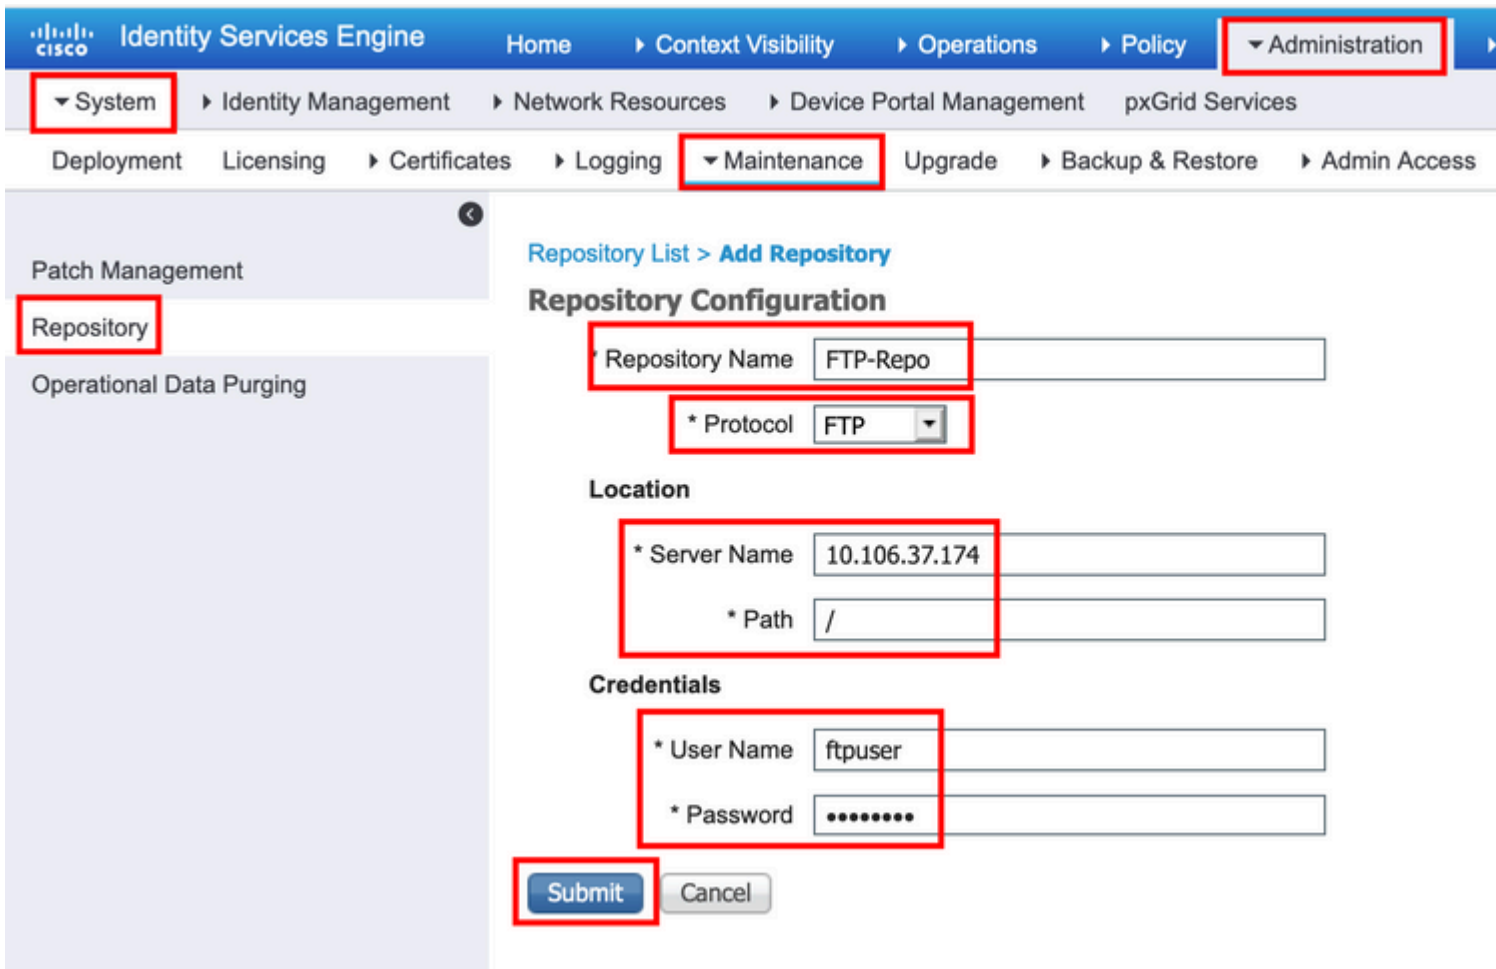 cisco Identity Services Engine Home Context Visibility Operations Policy Administration
System Identity Management Network Resources Device Portal Management pxGrid Services
Deployment Licensing Certificates Logging Maintenance Upgrade Backup & Restore Admin Access
Patch Management
Repository
Operational Data Purging
Repository List > Add Repository
Repository Configuration
* Repository Name FTP-Repo
* Protocol FTP
Location
* Server Name 10.106.37.174
* Path /
Credentials
* User Name ftpuser
* Password ••••••••
Submit Cancel